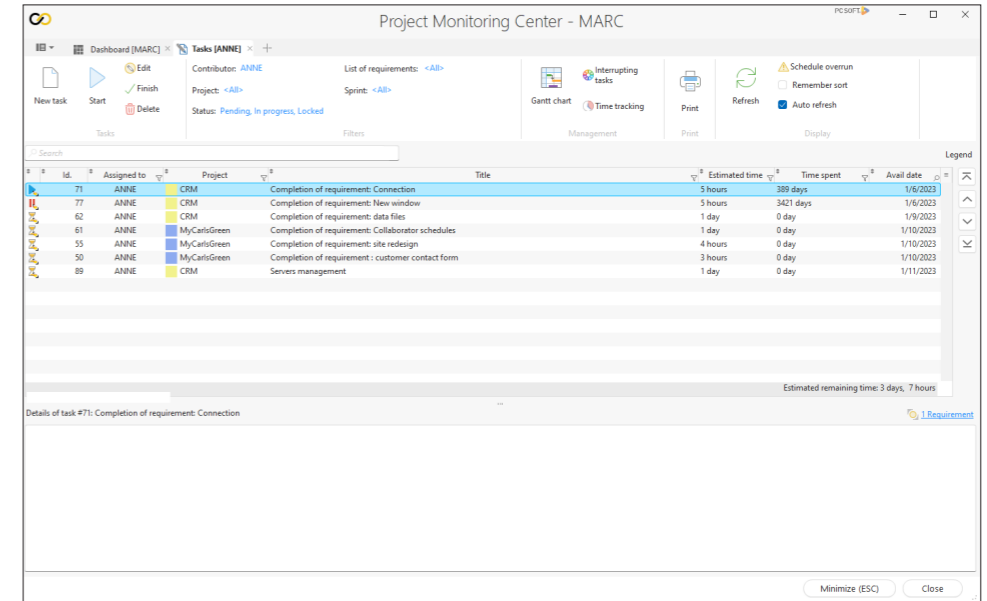 PC SOFT
Project Monitoring Center - MARC
Dashboard [MARC]
Tasks [ANNE]
New task
Start
Edit
Finish
Delete
Tasks
Contributor: ANNE
Project: <All>
Status: Pending, In progress, Locked
List of requirements: <All>
Sprint: <All>
Filters
Gantt chart
Interrupting
tasks
Time tracking
Management
Print
Print
Refresh
Schedule overrun
Remember sort
Auto refresh
Display
Search
Legend
Id. Assigned to Project Title Estimated time Time spent Avail date
71 ANNE CRM Completion of requirement: Connection 5 hours 389 days 1/6/2023
77 ANNE CRM Completion of requirement: New window 5 hours 3421 days 1/6/2023
62 ANNE CRM Completion of requirement: data files 1 day 0 day 1/9/2023
61 ANNE MyCarlsGreen Completion of requirement: Collaborator schedules 1 day 0 day 1/10/2023
55 ANNE MyCarlsGreen Completion of requirement: site redesign 4 hours 0 day 1/10/2023
50 ANNE MyCarlsGreen Completion of requirement : customer contact form 3 hours 0 day 1/10/2023
89 ANNE CRM Servers management 1 day 0 day 1/11/2023
Estimated remaining time: 3 days, 7 hours
Details of task #71: Completion of requirement: Connection
1 Requirement
Minimize (ESC)
Close